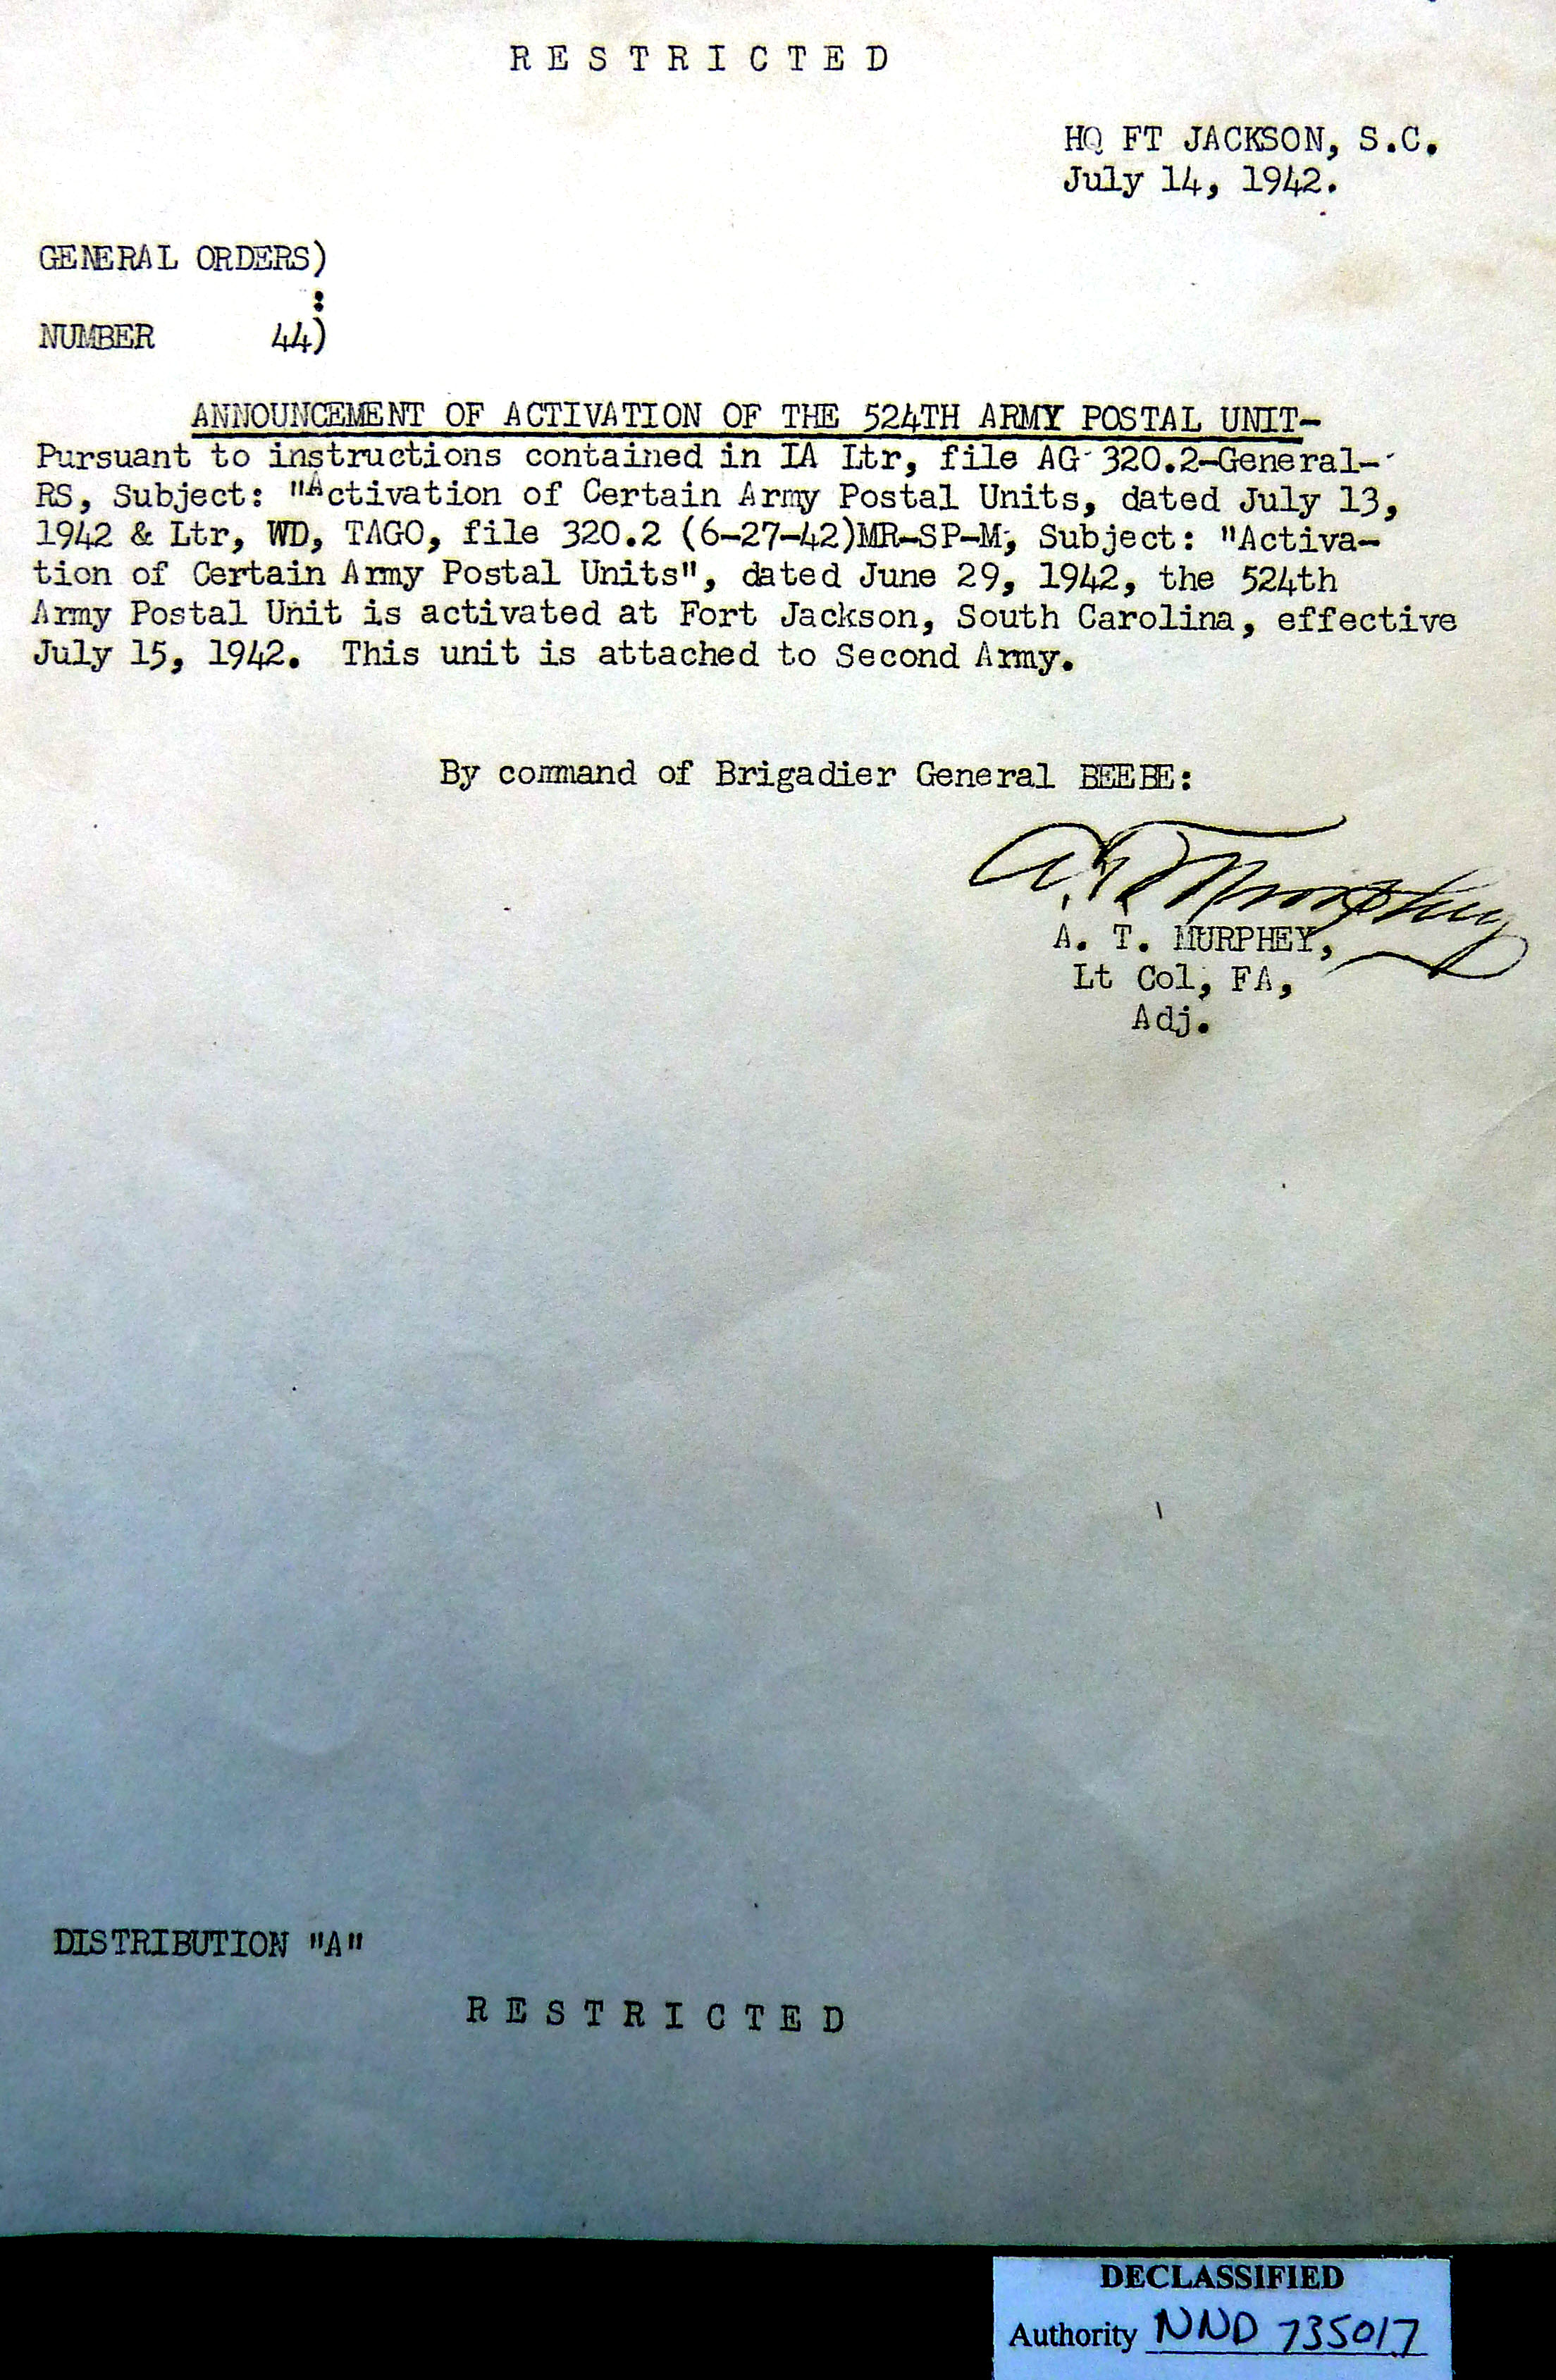 R E S T R I C T E D
HQ FT JACKSON, S.C.
July 14, 1942.
GENERAL ORDERS)
:
NUMBER 44)
ANNOUNCEMENT OF ACTIVATION OF THE 524TH ARMY POSTAL UNIT-
Pursuant to instructions contained in IA Ltr, file AG 320.2-General-
RS, Subject: "Activation of Certain Army Postal Units, dated July 13,
1942 & Ltr, WD, TAGO, file 320.2 (6-27-42)MR-SP-M, Subject: "Activa-
tion of Certain Army Postal Units", dated June 29, 1942, the 524th
Army Postal Unit is activated at Fort Jackson, South Carolina, effective
July 15, 1942. This unit is attached to Second Army.
By command of Brigadier General BEEBE:
A. T. Murphey
A. T. MURPHEY,
Lt Col, FA,
Adj.
DISTRIBUTION "A"
R E S T R I C T E D
DECLASSIFIED
Authority NND 735017